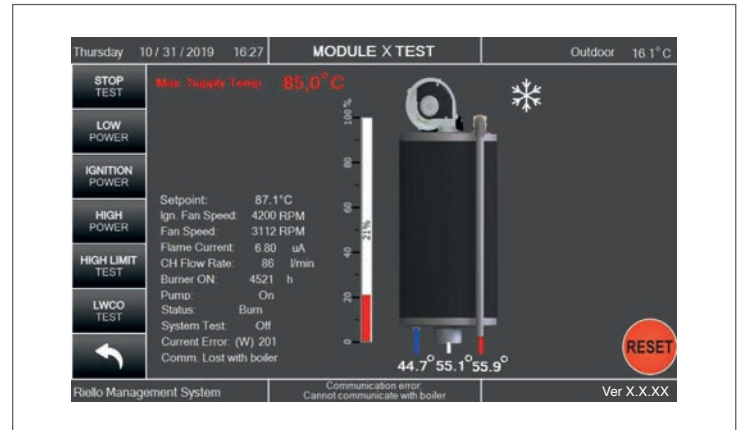 Thursday 10 / 31 / 2019 16:27 MODULE X TEST Outdoor 16.1°C
STOP
TEST
Max. Supply Temp. 85,0°C
LOW
POWER
IGNITION
POWER
HIGH
POWER
HIGH LIMIT
TEST
LWCO
TEST
Setpoint: 87.1°C
Ign. Fan Speed: 4200 RPM
Fan Speed: 3112 RPM
Flame Current: 6.80 uA
CH Flow Rate: 86 l/min
Burner ON: 4521 h
Pump: On
Status: Burn
System Test: Off
Current Error: (W) 201
Comm. Lost with boiler
100 %
80
60
40
20
0
21%
44.7° 55.1° 55.9°
RESET
Riello Management System
Communication error:
Cannot communicate with boiler
Ver X.X.XX